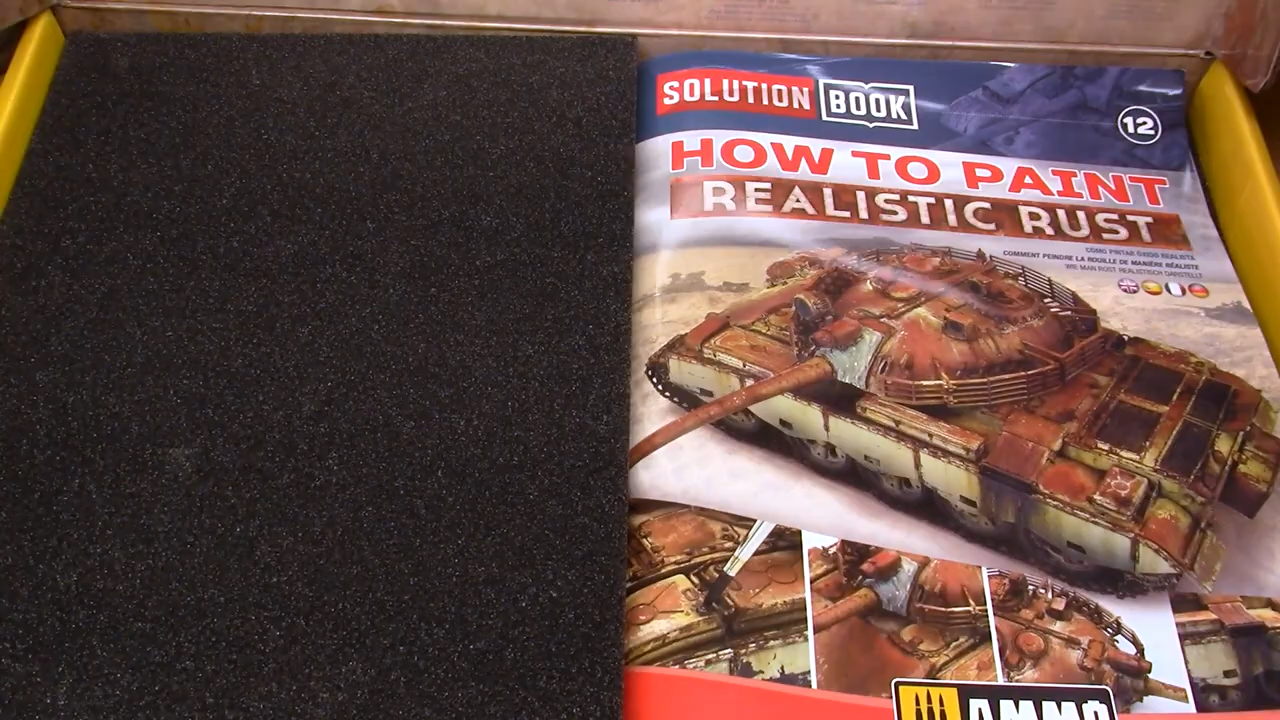 SOLUTION BOOK
12
HOW TO PAINT
REALISTIC RUST
CÓMO PINTAR ÓXIDO REALISTA
COMMENT PEINDRE LA ROUILLE DE MANIÈRE RÉALISTE
WIE MAN ROST REALISTISCH DARSTELLT
AMMO